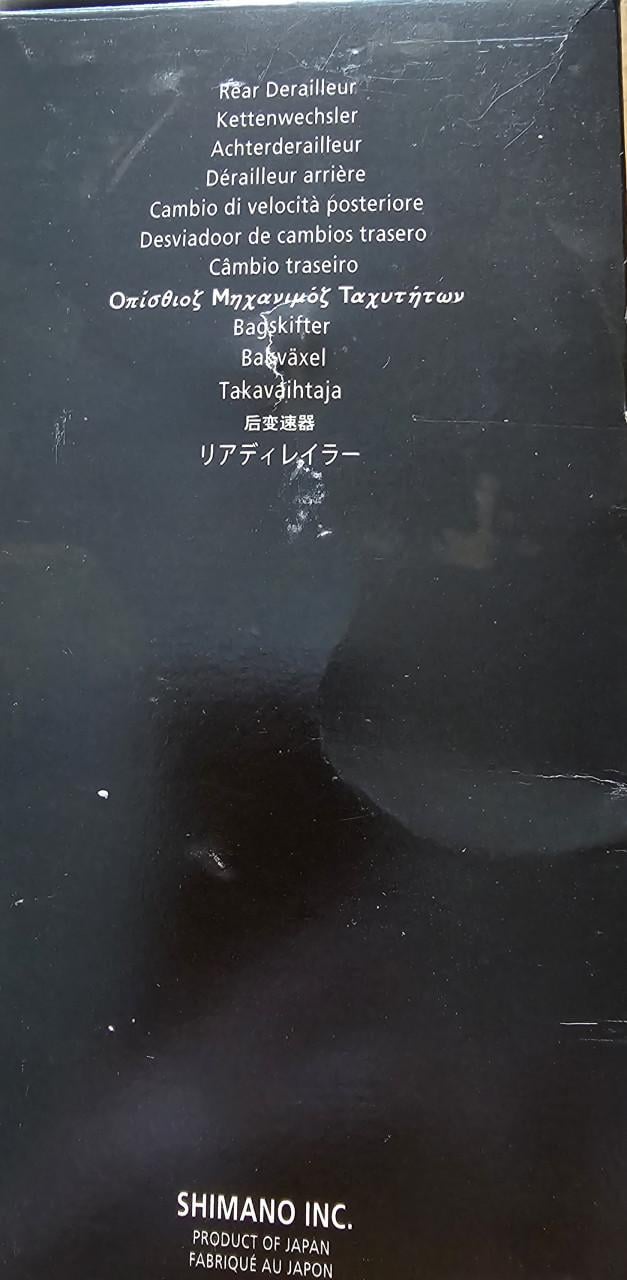 Rear Derailleur
Kettenwechsler
Achterderailleur
Dérailleur arrière
Cambio di velocità posteriore
Desviadoor de cambios trasero
Câmbio traseiro
Οπίσθιοζ Μηχανιμόζ Ταχυτήτων
Bagskifter
Bakväxel
Takavaihtaja
后变速器
リアディレイラー
SHIMANO INC.
PRODUCT OF JAPAN
FABRIQUÉ AU JAPON